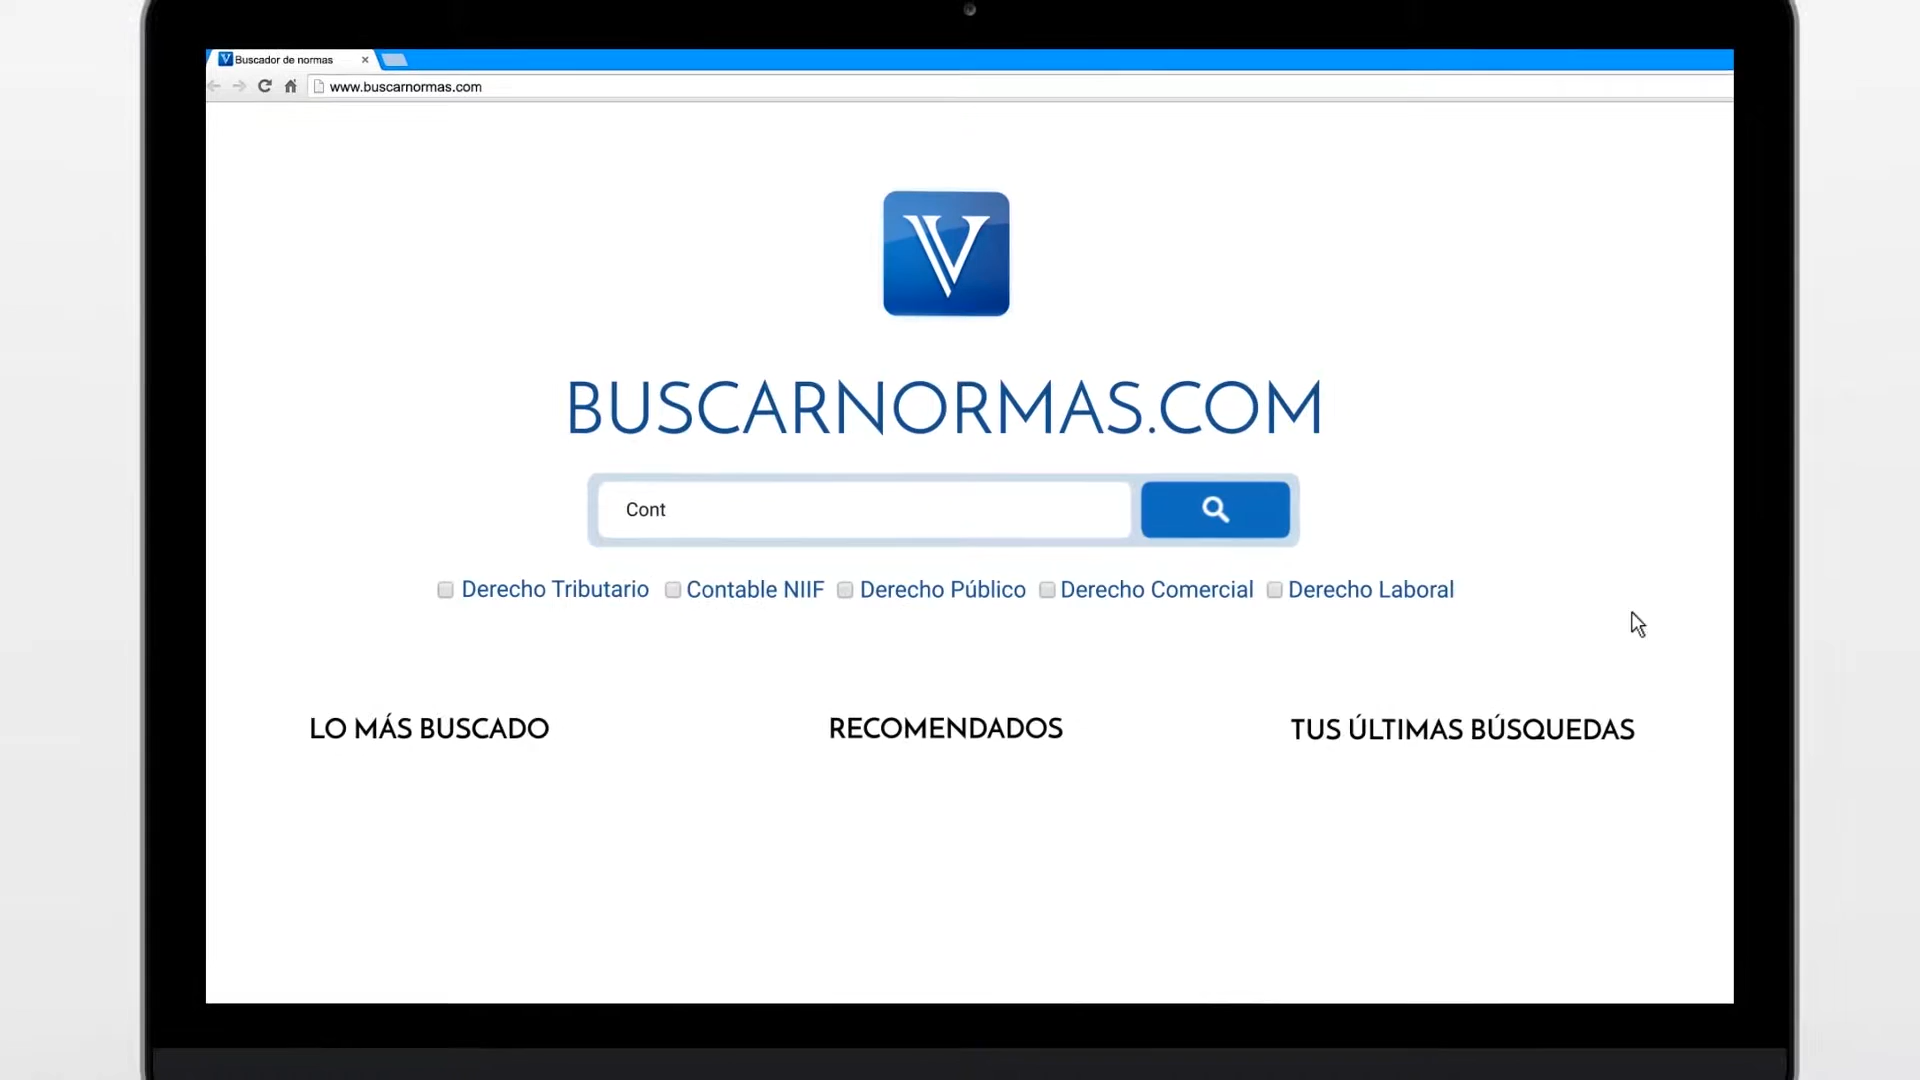 Buscador de normas
www.buscarnormas.com
V
BUSCARNORMAS.COM
Cont
Derecho Tributario Contable NIIF Derecho Público Derecho Comercial Derecho Laboral
LO MÁS BUSCADO RECOMENDADOS TUS ÚLTIMAS BÚSQUEDAS